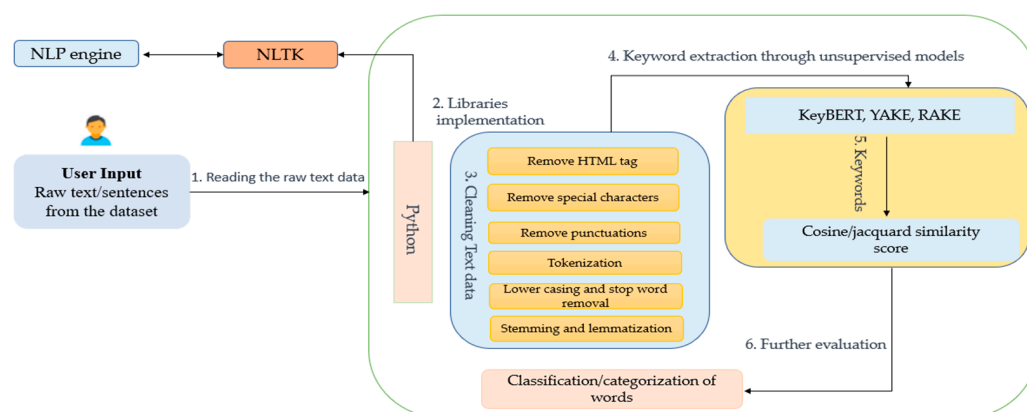 NLP engine
NLTK
User Input
Raw text/sentences
from the dataset
1. Reading the raw text data
Python
2. Libraries
implementation
3. Cleaning Text data
Remove HTML tag
Remove special characters
Remove punctuations
Tokenization
Lower casing and stop word
removal
Stemming and lemmatization
4. Keyword extraction through unsupervised models
KeyBERT, YAKE, RAKE
5. Keywords
Cosine/jacquard similarity
score
6. Further evaluation
Classification/categorization of
words